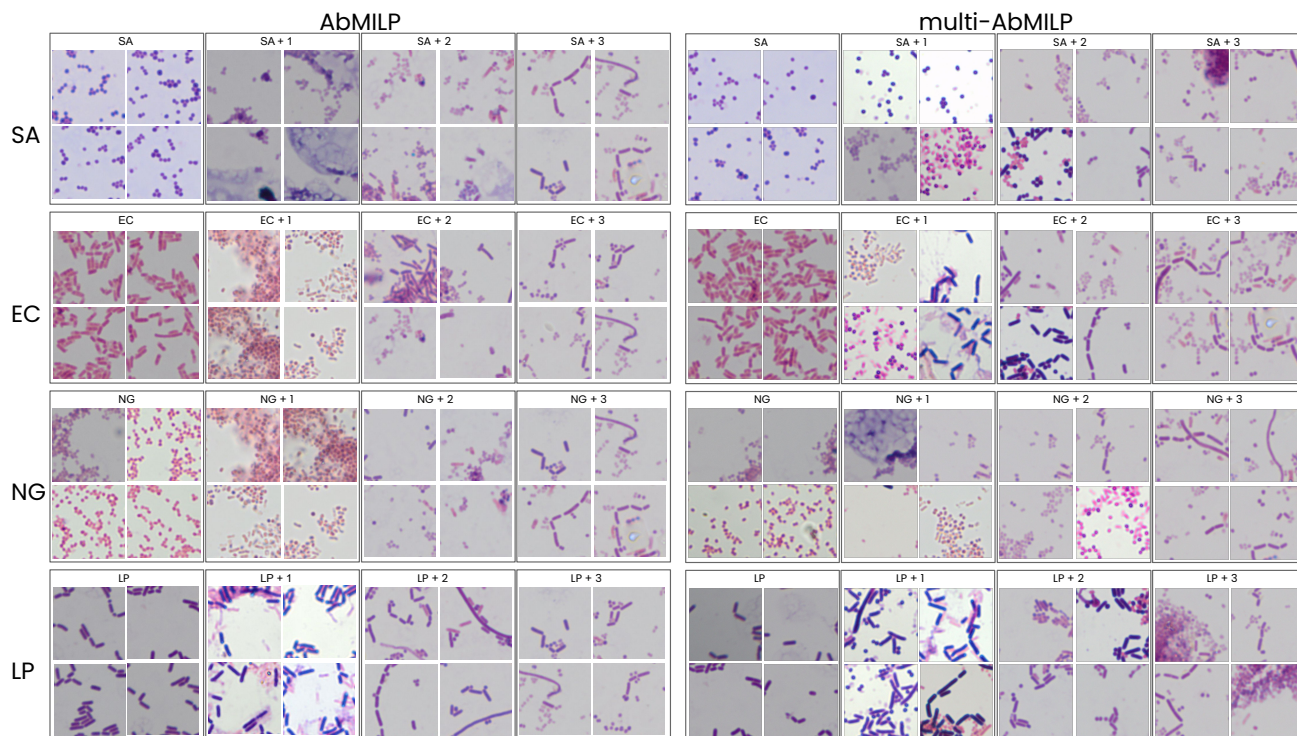 AbMILP multi-AbMILP
SA SA + 1 SA + 2 SA + 3 SA SA + 1 SA + 2 SA + 3
SA
EC EC + 1 EC + 2 EC + 3 EC EC + 1 EC + 2 EC + 3
EC
NG NG + 1 NG + 2 NG + 3 NG NG + 1 NG + 2 NG + 3
NG
LP LP + 1 LP + 2 LP + 3 LP LP + 1 LP + 2 LP + 3
LP